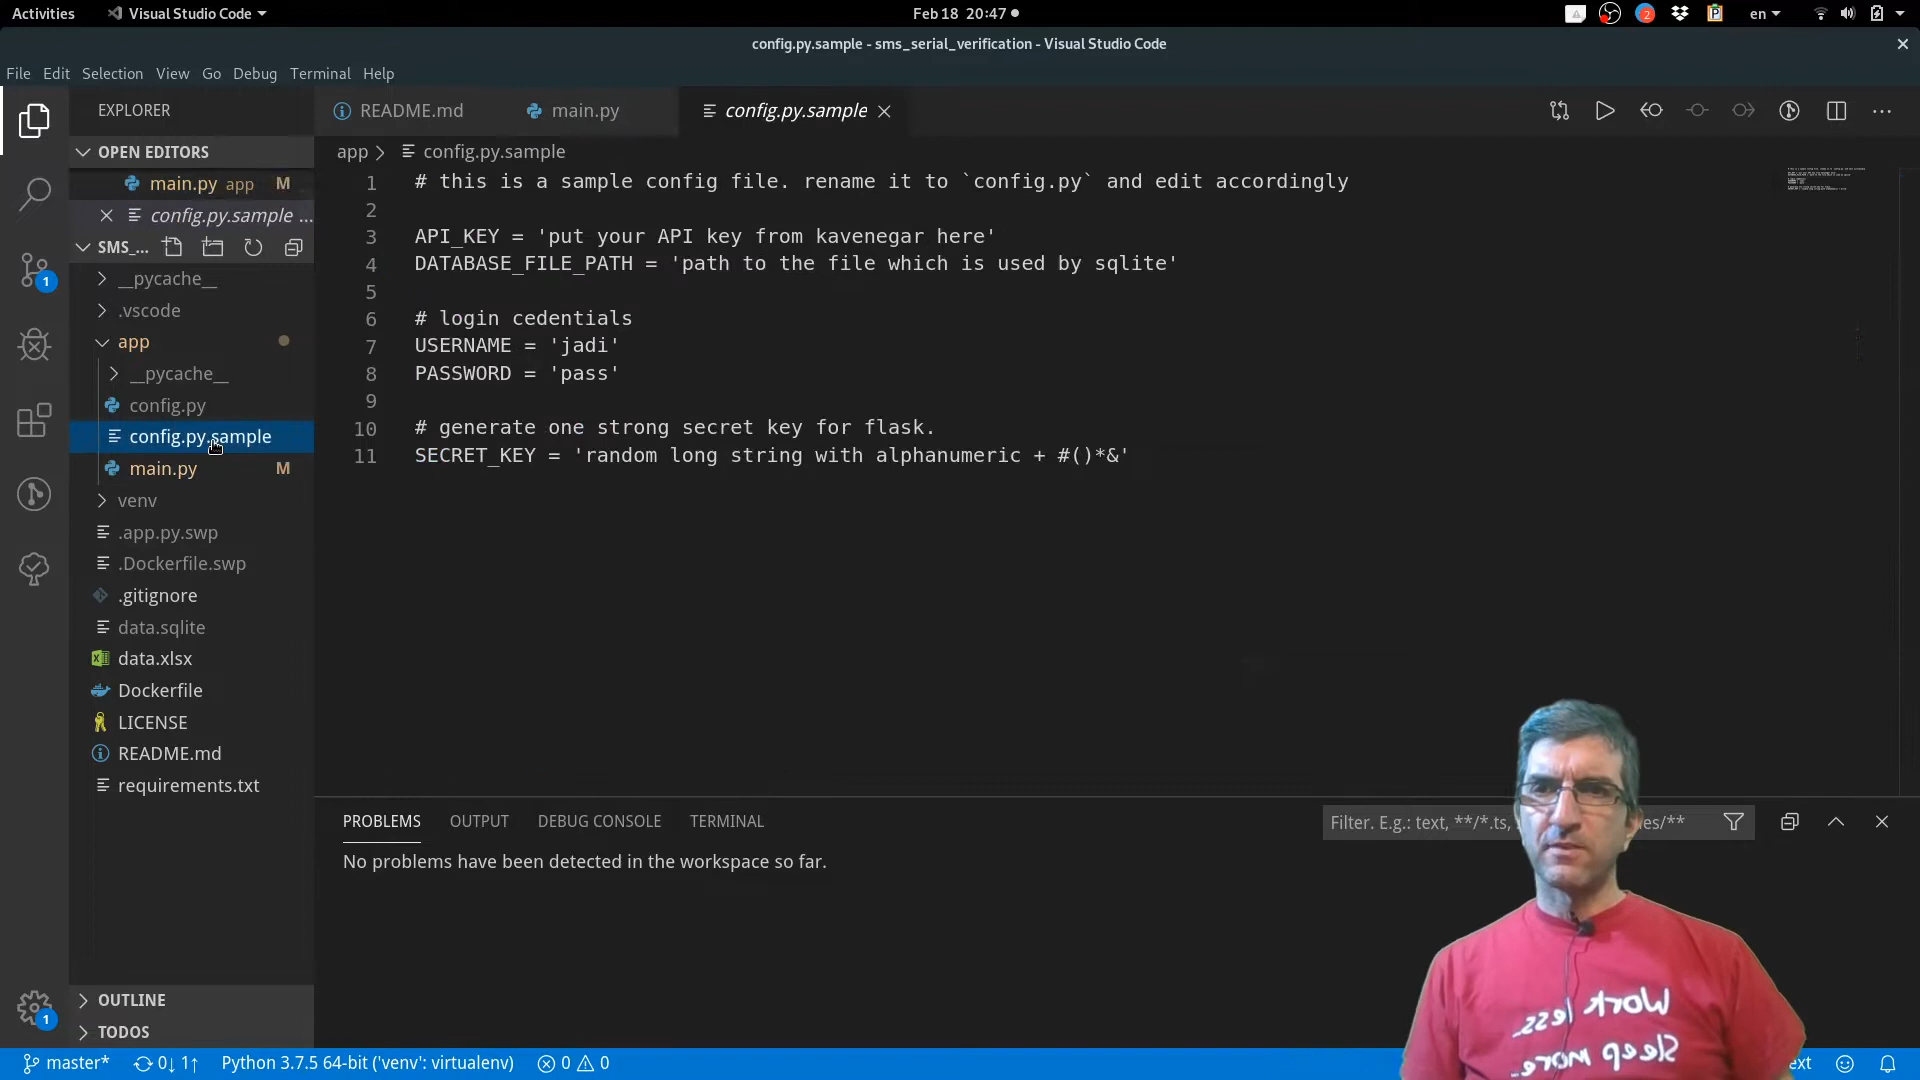 Activities Visual Studio Code Feb 18 20:47 2 en
config.py.sample - sms_serial_verification - Visual Studio Code
File Edit Selection View Go Debug Terminal Help
EXPLORER
README.md main.py config.py.sample
OPEN EDITORS
main.py app M
config.py.sample ...
SMS_...
__pycache__
.vscode
app
__pycache__
config.py
config.py.sample
main.py M
venv
.app.py.swp
.Dockerfile.swp
.gitignore
data.sqlite
data.xlsx
Dockerfile
LICENSE
README.md
requirements.txt
OUTLINE
TODOS
1
1
app config.py.sample
1 # this is a sample config file. rename it to `config.py` and edit accordingly
2
3 API_KEY = 'put your API key from kavenegar here'
4 DATABASE_FILE_PATH = 'path to the file which is used by sqlite'
5
6 # login cedentials
7 USERNAME = 'jadi'
8 PASSWORD = 'pass'
9
10 # generate one strong secret key for flask.
11 SECRET_KEY = 'random long string with alphanumeric + #()*&'
PROBLEMS OUTPUT DEBUG CONSOLE TERMINAL
Filter. E.g.: text, **/*.ts, es/**
No problems have been detected in the workspace so far.
Work less.
Sleep more.
master* 0↓ 1↑ Python 3.7.5 64-bit ('venv': virtualenv) 0 0 ext